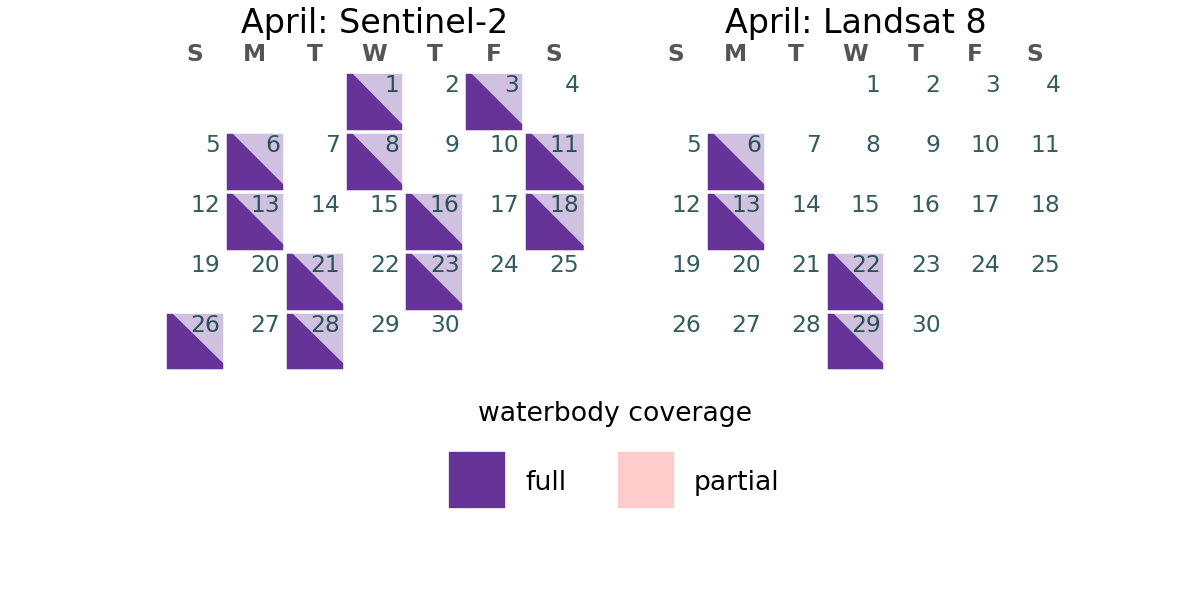 April: Sentinel-2
S M T W T F S
1 2 3 4
5 6 7 8 9 10 11
12 13 14 15 16 17 18
19 20 21 22 23 24 25
26 27 28 29 30
April: Landsat 8
S M T W T F S
1 2 3 4
5 6 7 8 9 10 11
12 13 14 15 16 17 18
19 20 21 22 23 24 25
26 27 28 29 30
waterbody coverage
full partial